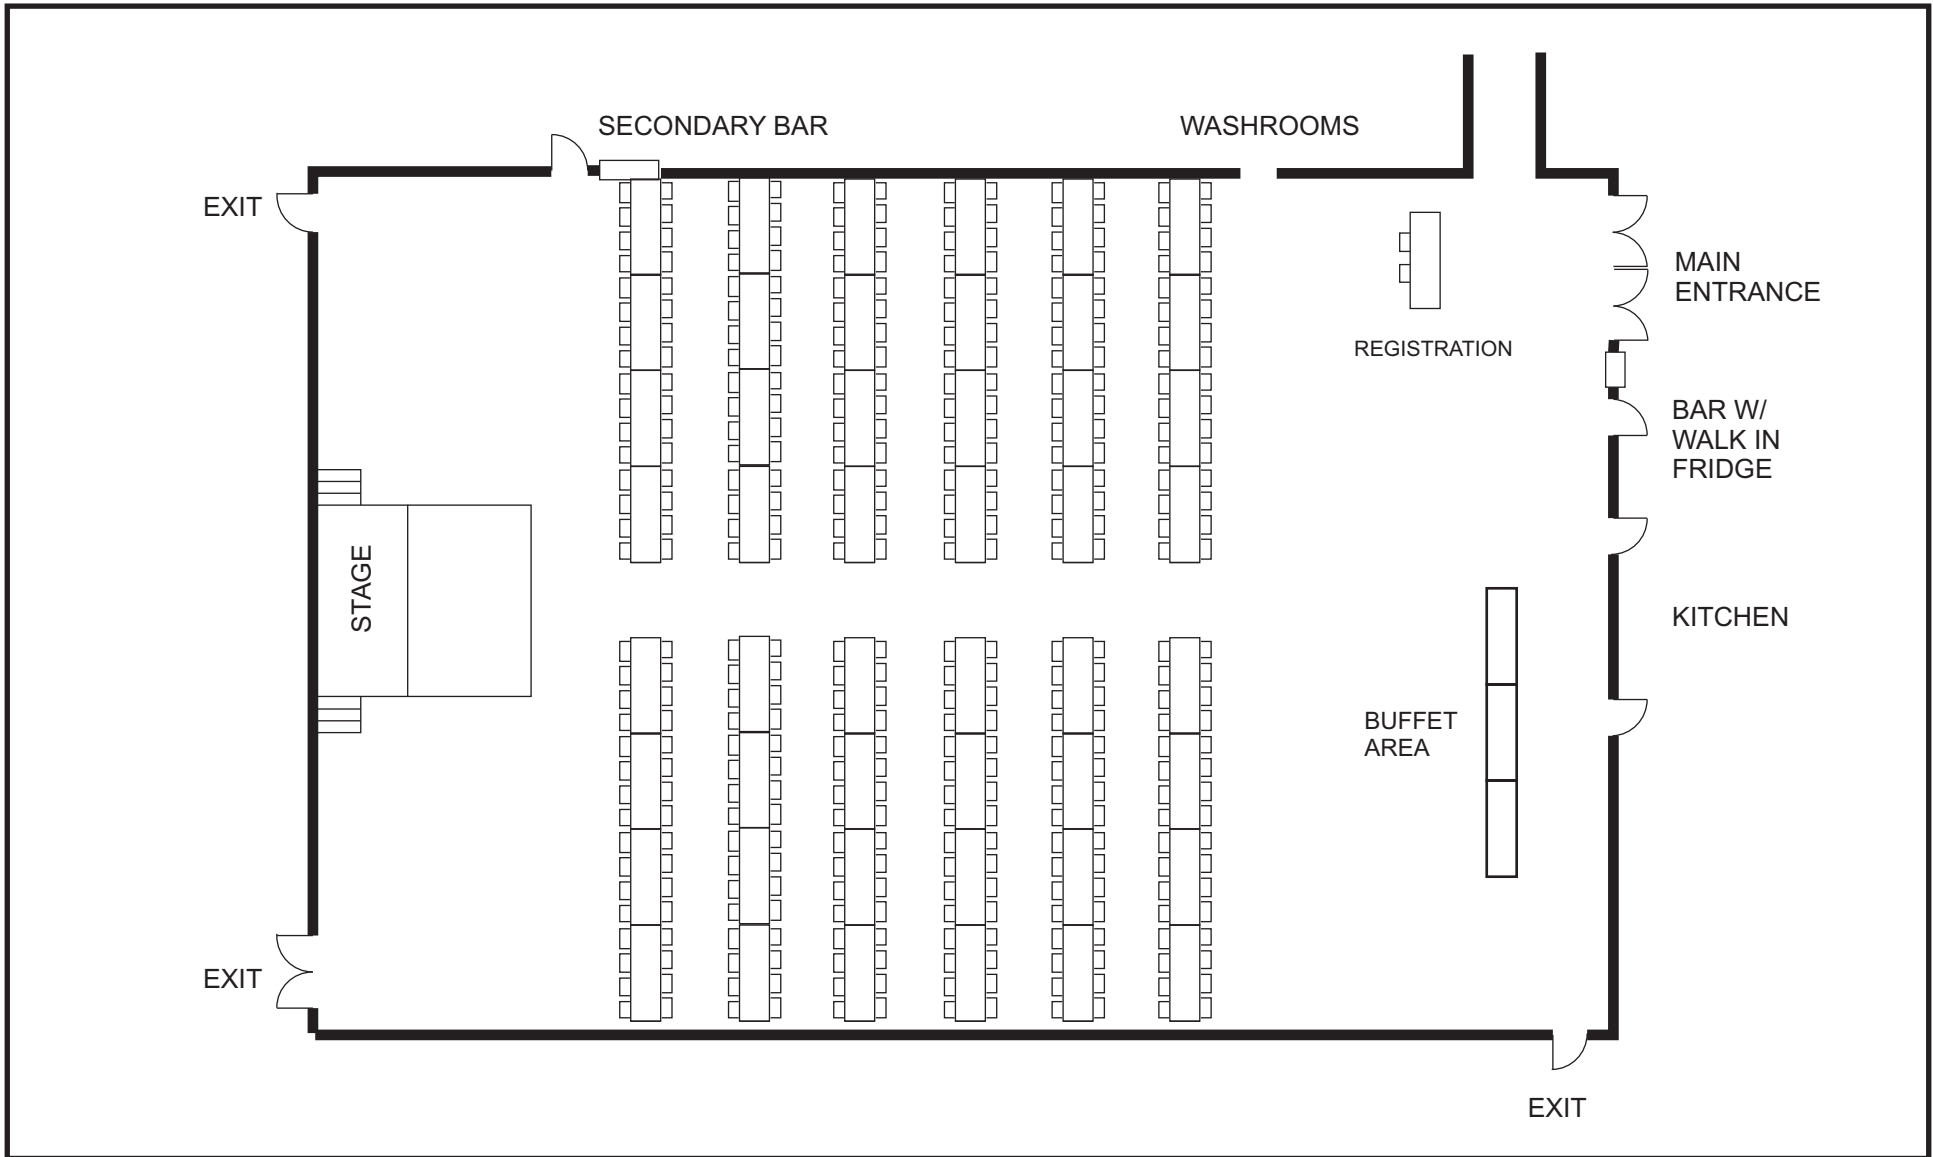 SECONDARY BAR
WASHROOMS
EXIT
MAIN
ENTRANCE
REGISTRATION
BAR W/
WALK IN
FRIDGE
STAGE
KITCHEN
BUFFET
AREA
EXIT
EXIT